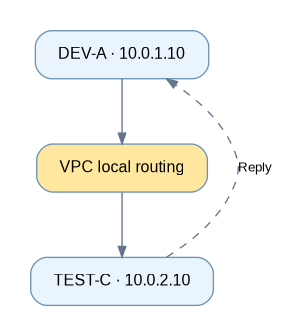 DEV-A · 10.0.1.10
VPC local routing
Reply
TEST-C · 10.0.2.10